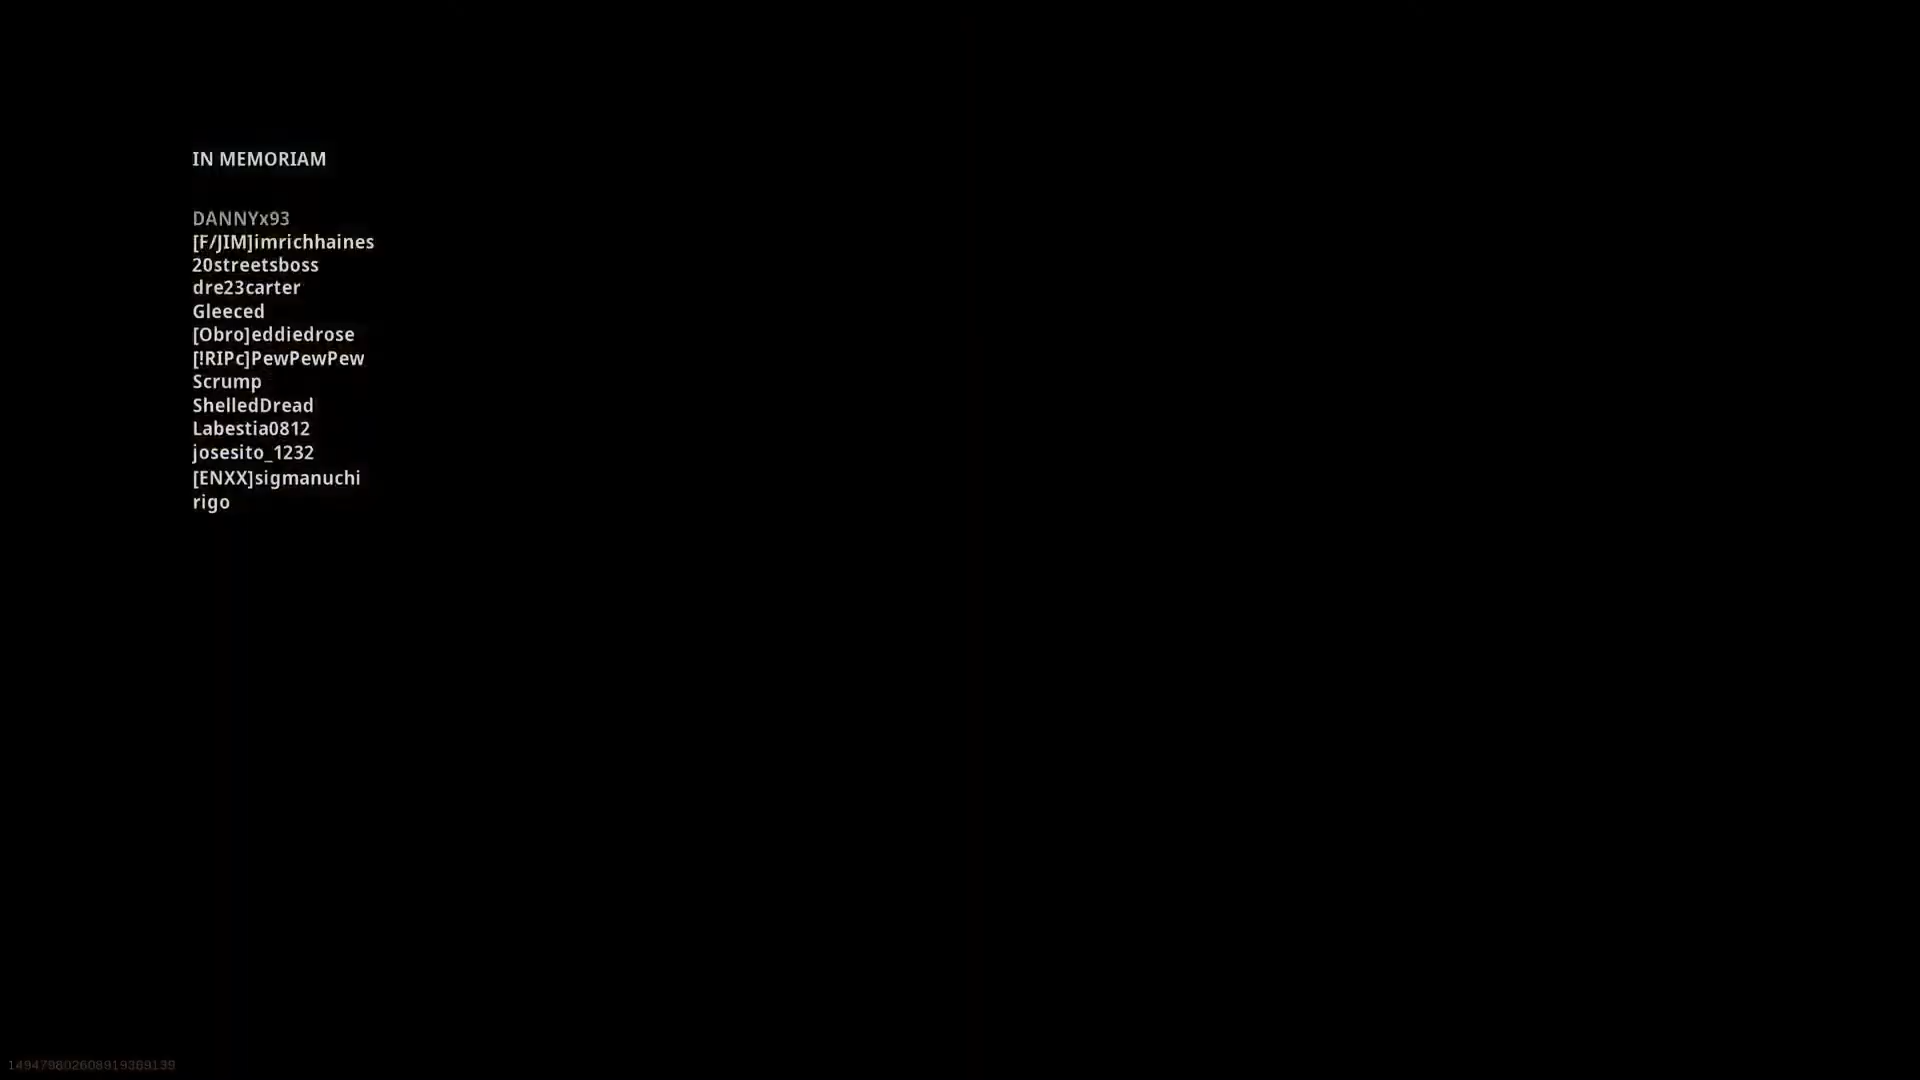 IN MEMORIAM
DANNYx93
[F/JIM]imrichhaines
20streetsboss
dre23carter
Gleeced
[Obro]eddiedrose
[!RIPc]PewPewPew
Scrump
ShelledDread
Labestia0812
josesito_1232
[ENXX]sigmanuchi
rigo